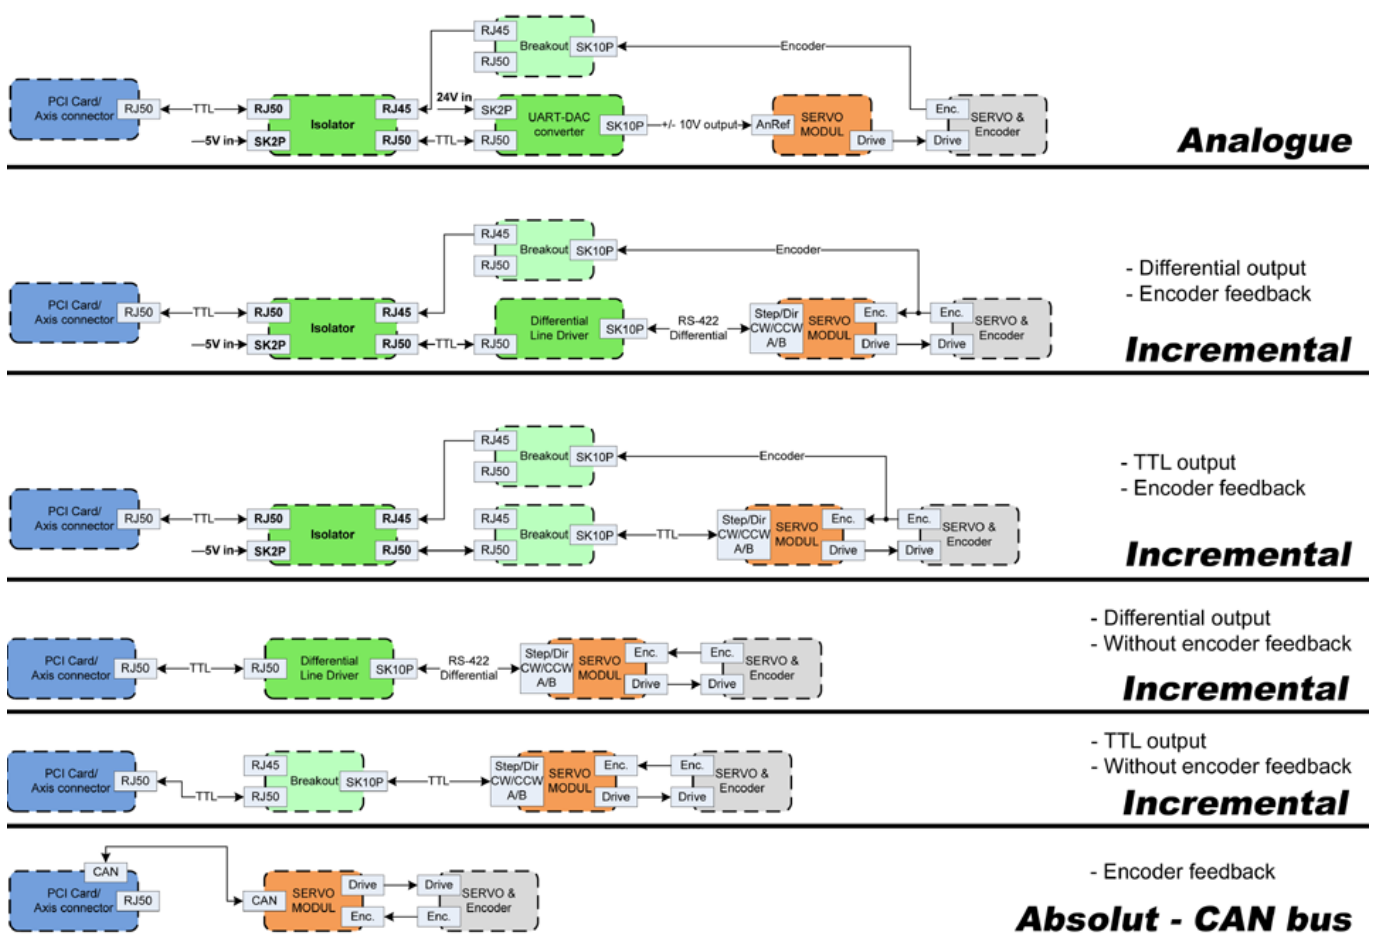 RJ45
Breakout
SK10P
Encoder
RJ50
PCI Card/
Axis connector
RJ50
TTL
RJ50
Isolator
RJ45
24V in
SK2P
UART-DAC
converter
SK10P
+/- 10V output
AnRef
SERVO
MODUL
Enc.
SERVO &
Encoder
5V in
SK2P
RJ50
TTL
RJ50
Drive
Drive
Analogue
RJ45
Breakout
SK10P
Encoder
RJ50
- Differential output
- Encoder feedback
PCI Card/
Axis connector
RJ50
TTL
RJ50
Isolator
RJ45
Differential
Line Driver
SK10P
RS-422
Differential
Step/Dir
CW/CCW
A/B
SERVO
MODUL
Enc.
Enc.
SERVO &
Encoder
5V in
SK2P
RJ50
TTL
RJ50
Drive
Drive
Incremental
RJ45
Breakout
SK10P
Encoder
RJ50
- TTL output
- Encoder feedback
PCI Card/
Axis connector
RJ50
TTL
RJ50
Isolator
RJ45
RJ45
Breakout
SK10P
TTL
Step/Dir
CW/CCW
A/B
SERVO
MODUL
Enc.
Enc.
SERVO &
Encoder
5V in
SK2P
RJ50
RJ50
Drive
Drive
Incremental
- Differential output
- Without encoder feedback
PCI Card/
Axis connector
RJ50
TTL
RJ50
Differential
Line Driver
SK10P
RS-422
Differential
Step/Dir
CW/CCW
A/B
SERVO
MODUL
Enc.
Enc.
SERVO &
Encoder
Drive
Drive
Incremental
- TTL output
- Without encoder feedback
PCI Card/
Axis connector
RJ50
TTL
RJ45
RJ50
Breakout
SK10P
TTL
Step/Dir
CW/CCW
A/B
SERVO
MODUL
Enc.
Enc.
SERVO &
Encoder
Drive
Drive
Incremental
CAN
PCI Card/
Axis connector
RJ50
CAN
SERVO
MODUL
Drive
Drive
SERVO &
Encoder
Enc.
Enc.
- Encoder feedback
Absolut - CAN bus